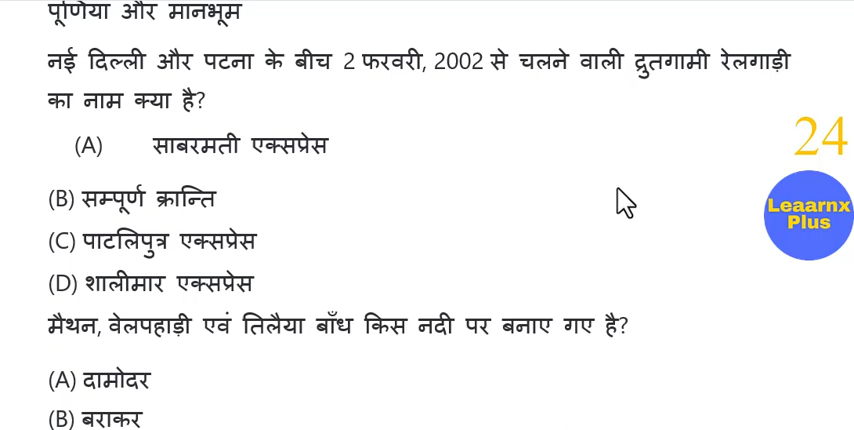 पूर्णिया और मानभूम
नई दिल्ली और पटना के बीच 2 फरवरी, 2002 से चलने वाली द्रुतगामी रेलगाड़ी
का नाम क्या है?
(A) साबरमती एक्सप्रेस
24
(B) सम्पूर्ण क्रान्ति
Leaarnx
Plus
(C) पाटलिपुत्र एक्सप्रेस
(D) शालीमार एक्सप्रेस
मैथन, वेलपहाड़ी एवं तिलैया बाँध किस नदी पर बनाए गए है?
(A) दामोदर
(B) बराकर